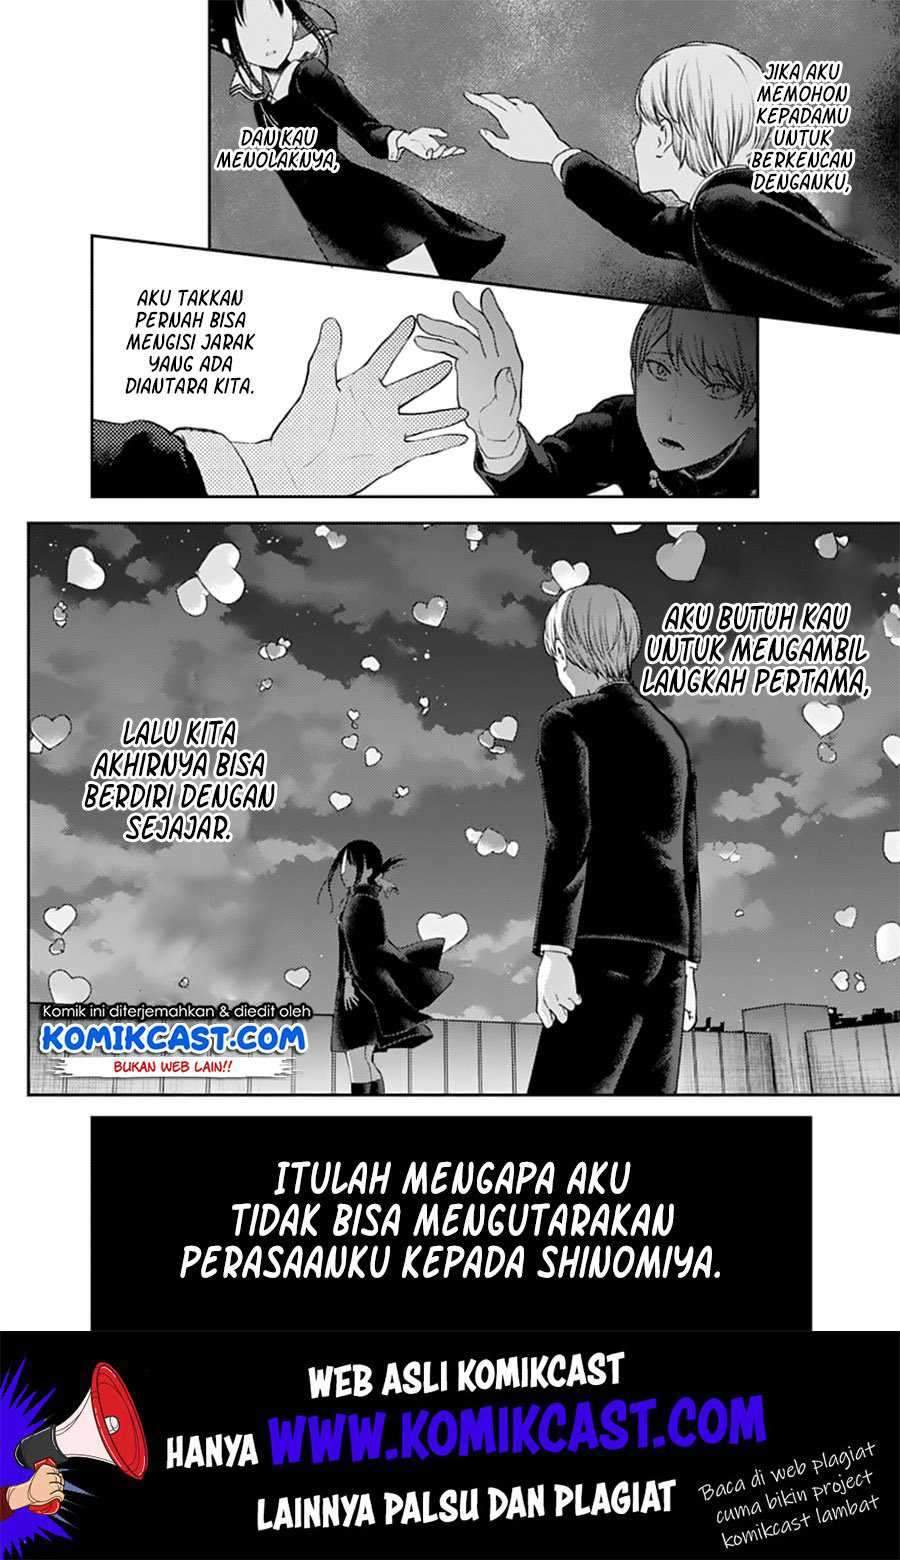 JIKA AKU
MEMOHON
KEPADAMU
UNTUK
BERKENCAN
DENGANKU,
DAN KAU
MENOLAKNYA,
AKU TAKKAN
PERNAH BISA
MENGISI JARAK
YANG ADA
DIANTARA KITA.
AKU BUTUH KAU
UNTUK MENGAMBIL
LANGKAH PERTAMA,
LALU KITA
AKHIRNYA BISA
BERDIRI DENGAN
SEJAJAR.
Komik ini diterjemahkan & diedit oleh
KOMIKCAST.COM
BUKAN WEB LAIN!!
ITULAH MENGAPA AKU
TIDAK BISA MENGUTARAKAN
PERASAANKU KEPADA SHINOMIYA.
WEB ASLI KOMIKCAST
HANYA WWW.KOMIKCAST.COM
LAINNYA PALSU DAN PLAGIAT
Baca di web plagiat
cuma bikin project
komikcast lambat